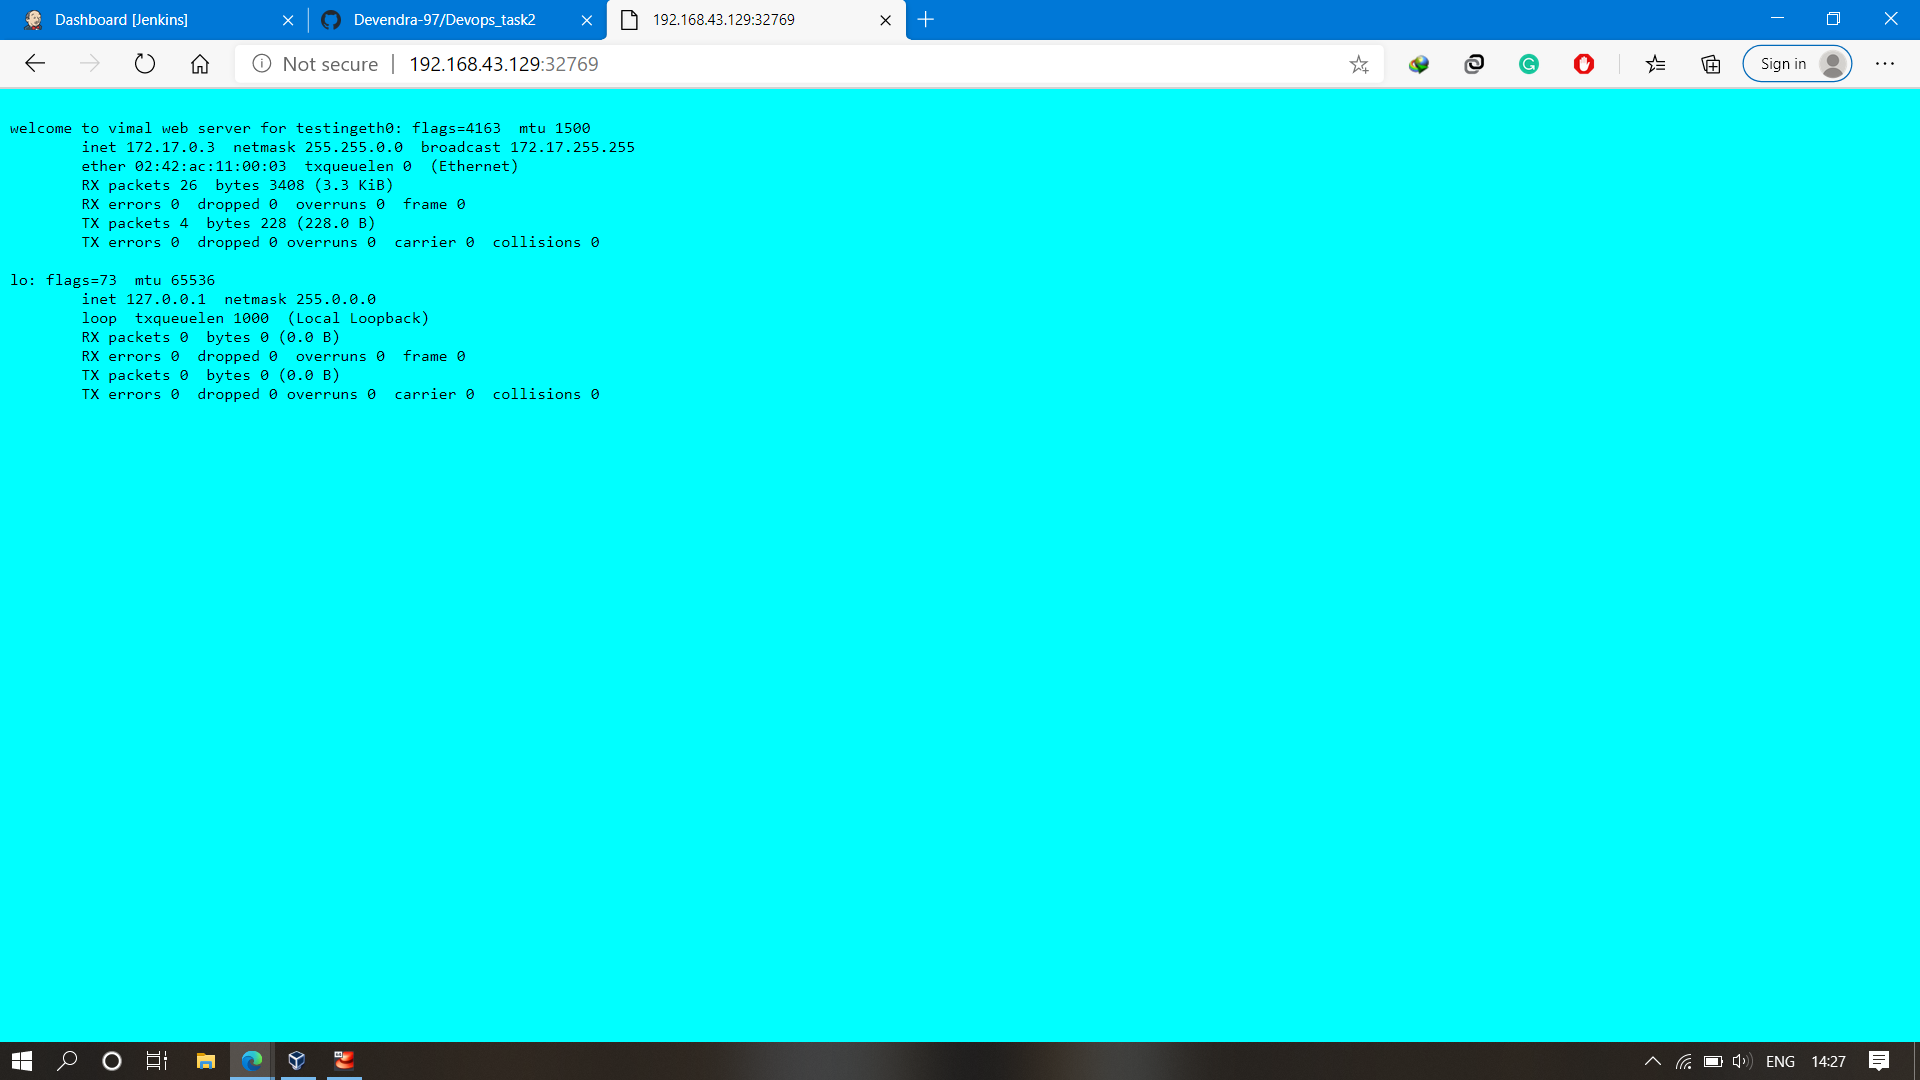 Dashboard [Jenkins]
Devendra-97/Devops_task2
192.168.43.129:32769
Not secure | 192.168.43.129:32769
Sign in
welcome to vimal web server for testingeth0: flags=4163  mtu 1500
        inet 172.17.0.3  netmask 255.255.0.0  broadcast 172.17.255.255
        ether 02:42:ac:11:00:03  txqueuelen 0  (Ethernet)
        RX packets 26  bytes 3408 (3.3 KiB)
        RX errors 0  dropped 0  overruns 0  frame 0
        TX packets 4  bytes 228 (228.0 B)
        TX errors 0  dropped 0 overruns 0  carrier 0  collisions 0
lo: flags=73  mtu 65536
        inet 127.0.0.1  netmask 255.0.0.0
        loop  txqueuelen 1000  (Local Loopback)
        RX packets 0  bytes 0 (0.0 B)
        RX errors 0  dropped 0  overruns 0  frame 0
        TX packets 0  bytes 0 (0.0 B)
        TX errors 0  dropped 0 overruns 0  carrier 0  collisions 0
ENG
14:27